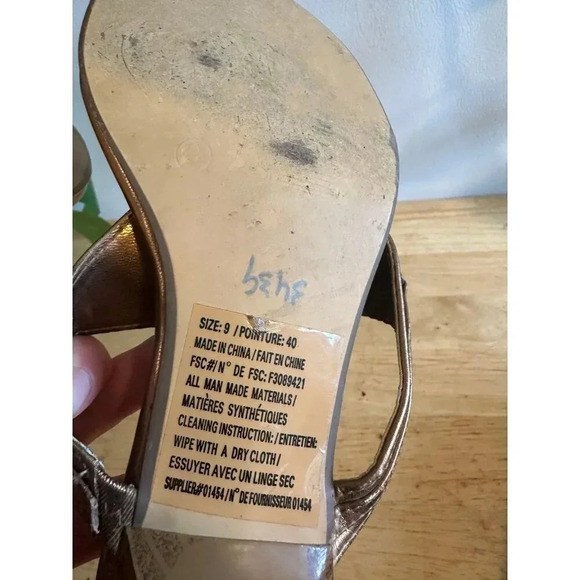 3439
SIZE: 9 / POINTURE: 40
MADE IN CHINA / FAIT EN CHINE
FSC#/ N° DE FSC: F3089421
ALL MAN MADE MATERIALS /
MATIÈRES SYNTHÉTIQUES
CLEANING INSTRUCTION: / ENTRETIEN:
WIPE WITH A DRY CLOTH /
ESSUYER AVEC UN LINGE SEC
SUPPLIER#01454 / N° DE FOURNISSEUR 01454